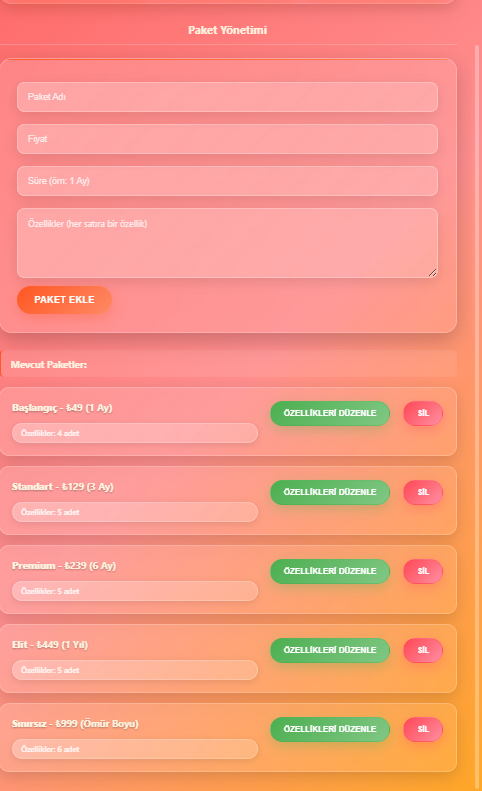 Paket Yönetimi
Paket Adı
Fiyat
Süre (örn: 1 Ay)
Özellikler (her satıra bir özellik)
PAKET EKLE
Mevcut Paketler:
Başlangıç - ₺49 (1 Ay)
ÖZELLİKLERİ DÜZENLE
SİL
Özellikler: 4 adet
Standart - ₺129 (3 Ay)
ÖZELLİKLERİ DÜZENLE
SİL
Özellikler: 5 adet
Premium - ₺239 (6 Ay)
ÖZELLİKLERİ DÜZENLE
SİL
Özellikler: 5 adet
Elit - ₺449 (1 Yıl)
ÖZELLİKLERİ DÜZENLE
SİL
Özellikler: 5 adet
Sınırsız - ₺999 (Ömür Boyu)
ÖZELLİKLERİ DÜZENLE
SİL
Özellikler: 6 adet